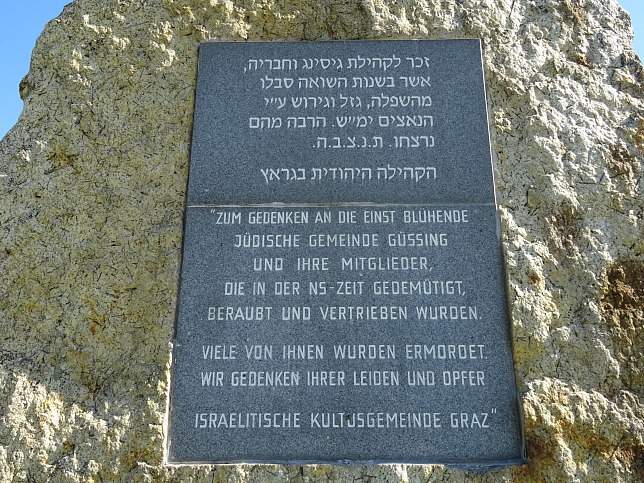 זכר לקהילת גיסינג וחבריה,
אשר בשנות השואה סבלו
מהשפלה, גזל וגירוש ע״י
הנאצים ימ״ש. הרבה מהם
נרצחו. ת.נ.צ.ב.ה.
הקהילה היהודית בגראץ
"ZUM GEDENKEN AN DIE EINST BLÜHENDE
JÜDISCHE GEMEINDE GÜSSING
UND IHRE MITGLIEDER,
DIE IN DER NS-ZEIT GEDEMÜTIGT,
BERAUBT UND VERTRIEBEN WURDEN.
VIELE VON IHNEN WURDEN ERMORDET.
WIR GEDENKEN IHRER LEIDEN UND OPFER
ISRAELITISCHE KULTJSGEMEINDE GRAZ"